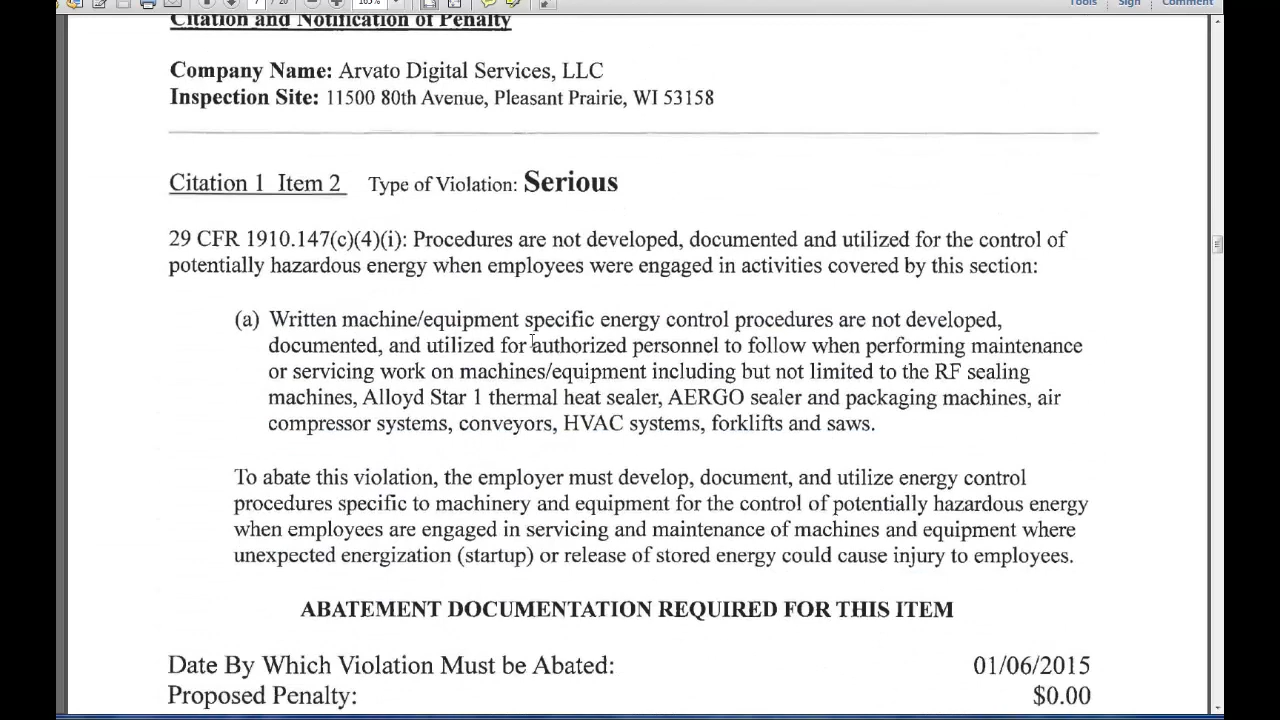 7 / 20 105% Tools Sign Comment
Citation and Notification of Penalty
Company Name: Arvato Digital Services, LLC
Inspection Site: 11500 80th Avenue, Pleasant Prairie, WI 53158
Citation 1 Item 2 Type of Violation: Serious
29 CFR 1910.147(c)(4)(i): Procedures are not developed, documented and utilized for the control of
potentially hazardous energy when employees were engaged in activities covered by this section:
(a) Written machine/equipment specific energy control procedures are not developed,
documented, and utilized for authorized personnel to follow when performing maintenance
or servicing work on machines/equipment including but not limited to the RF sealing
machines, Alloyd Star 1 thermal heat sealer, AERGO sealer and packaging machines, air
compressor systems, conveyors, HVAC systems, forklifts and saws.
To abate this violation, the employer must develop, document, and utilize energy control
procedures specific to machinery and equipment for the control of potentially hazardous energy
when employees are engaged in servicing and maintenance of machines and equipment where
unexpected energization (startup) or release of stored energy could cause injury to employees.
ABATEMENT DOCUMENTATION REQUIRED FOR THIS ITEM
Date By Which Violation Must be Abated: 01/06/2015
Proposed Penalty: $0.00